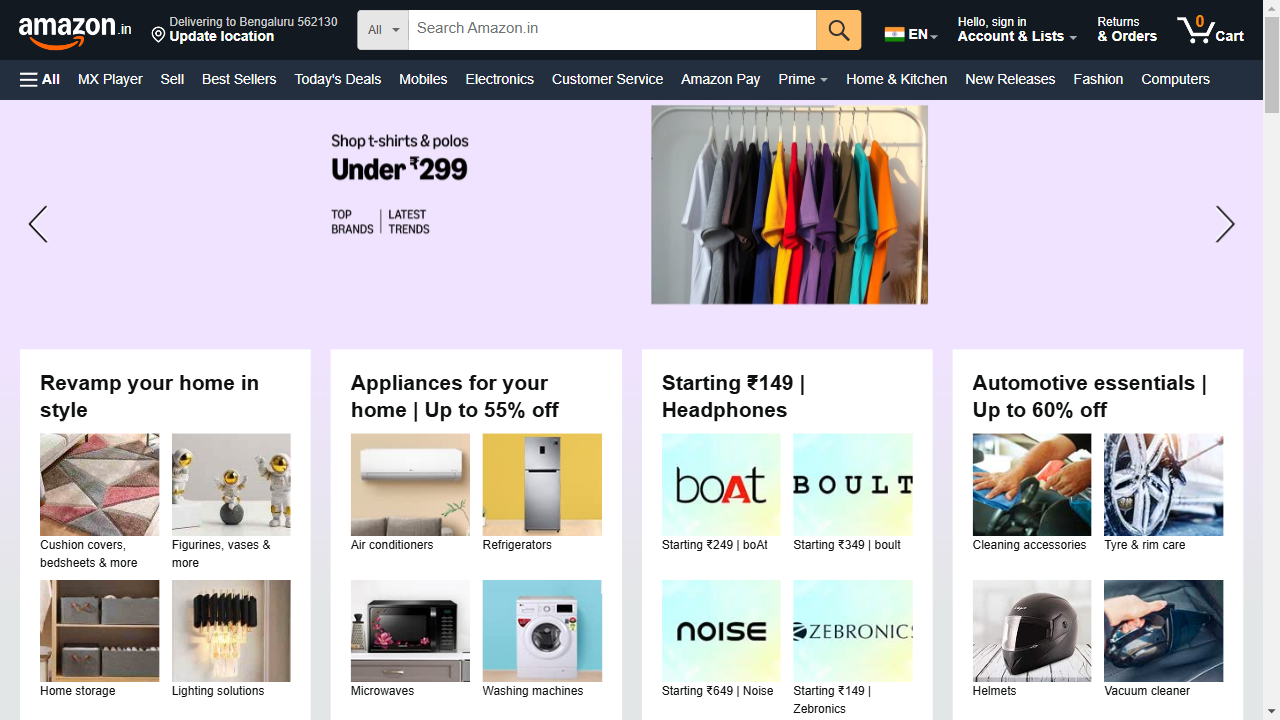 amazon.in
Delivering to Bengaluru 562130
Update location
All
Search Amazon.in
EN
Hello, sign in
Account & Lists
Returns
& Orders
0
Cart
All
MX Player
Sell
Best Sellers
Today's Deals
Mobiles
Electronics
Customer Service
Amazon Pay
Prime
Home & Kitchen
New Releases
Fashion
Computers
Shop t-shirts & polos
Under ₹299
TOP BRANDS
LATEST TRENDS
Revamp your home in
style
Cushion covers,
bedsheets & more
Figurines, vases &
more
Home storage
Lighting solutions
Appliances for your
home | Up to 55% off
Air conditioners
Refrigerators
Microwaves
Washing machines
Starting ₹149 |
Headphones
boAt
Starting ₹249 | boAt
BOULT
Starting ₹349 | boult
NOISE
Starting ₹649 | Noise
ZEBRONICS
Starting ₹149 |
Zebronics
Automotive essentials |
Up to 60% off
Cleaning accessories
Tyre & rim care
Helmets
Vacuum cleaner